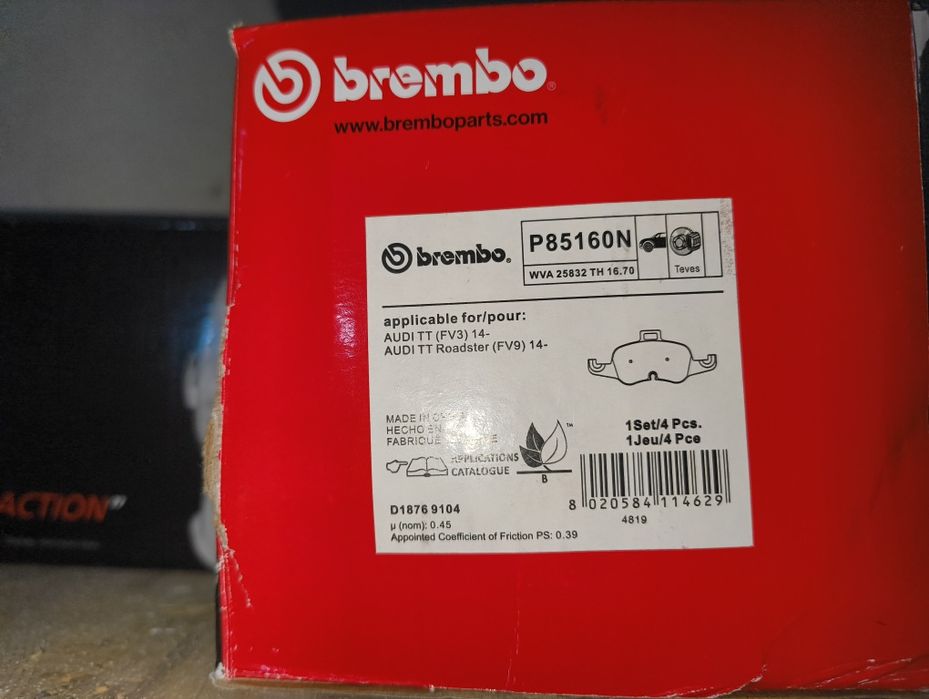 brembo®
www.bremboparts.com
brembo®
P85160N
WVA 25832 TH 16.70
Teves
applicable for/pour:
AUDI TT (FV3) 14-
AUDI TT Roadster (FV9) 14-
MADE IN
HECHO EN
FABRIQUÉ
APPLICATIONS
CATALOGUE
™
B
1Set/4 Pcs.
1Jeu/4 Pce
8 020584 114629
4819
D1876 9104
μ (nom): 0.45
Appointed Coefficient of Friction PS: 0.39
ACTION"